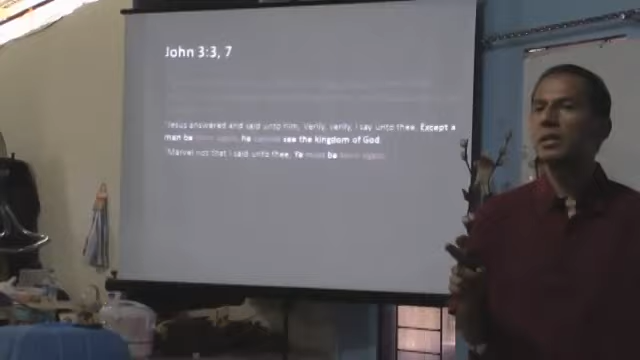 John 3:3, 7
Jesus answered and said unto him, Verily, verily, I say unto thee, Except a
man be born again, he cannot see the kingdom of God.
Marvel not that I said unto thee, Ye must be born again.